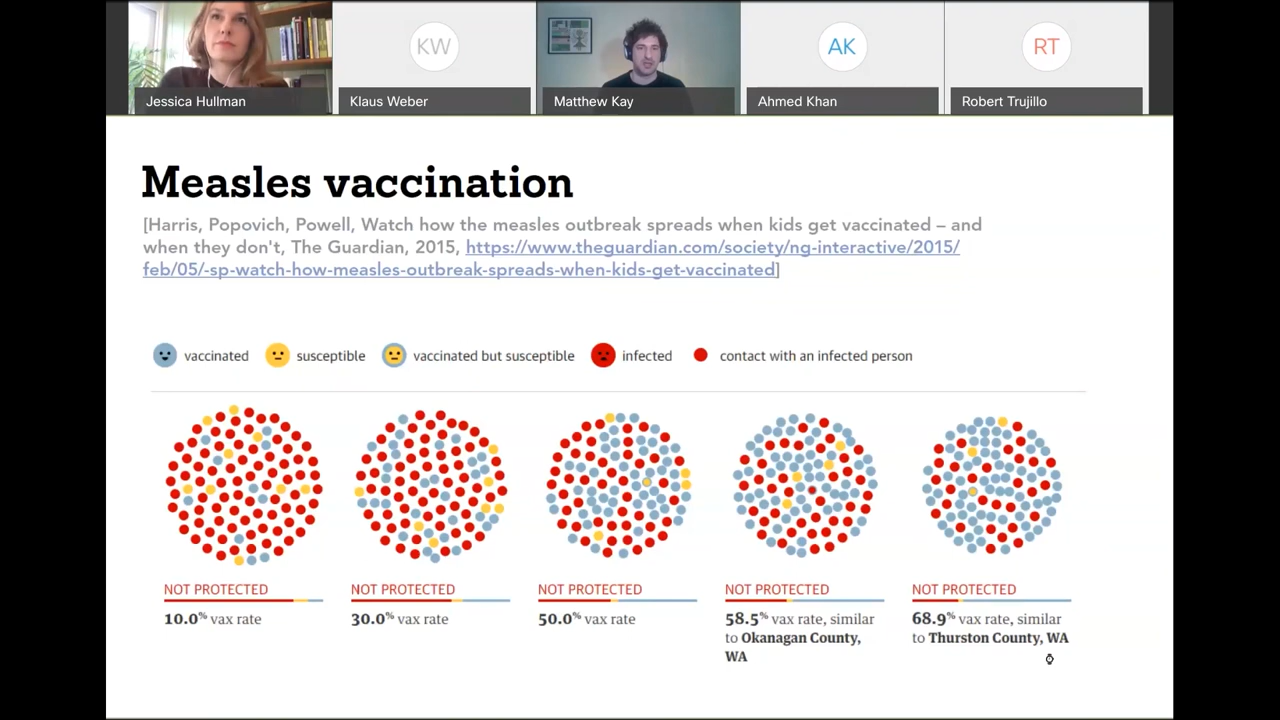 Jessica Hullman
KW
Klaus Weber
Matthew Kay
AK
Ahmed Khan
RT
Robert Trujillo
Measles vaccination
[Harris, Popovich, Powell, Watch how the measles outbreak spreads when kids get vaccinated – and
when they don't, The Guardian, 2015, https://www.theguardian.com/society/ng-interactive/2015/
feb/05/-sp-watch-how-measles-outbreak-spreads-when-kids-get-vaccinated]
vaccinated
susceptible
vaccinated but susceptible
infected
contact with an infected person
NOT PROTECTED
10.0% vax rate
NOT PROTECTED
30.0% vax rate
NOT PROTECTED
50.0% vax rate
NOT PROTECTED
58.5% vax rate, similar
to Okanagan County,
WA
NOT PROTECTED
68.9% vax rate, similar
to Thurston County, WA